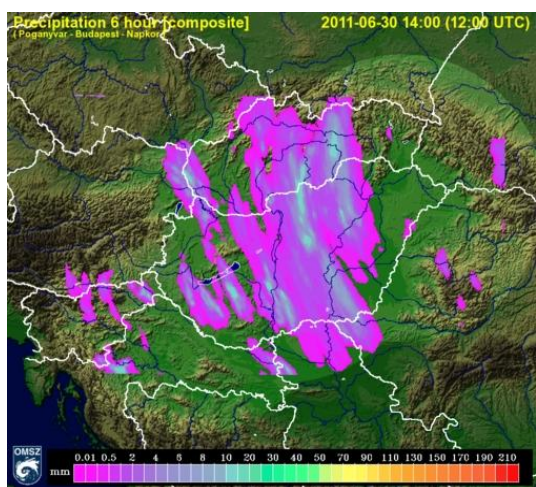 Precipitation 6 hour [composite]
2011-06-30 14:00 (12:00 UTC)
( Poganyvar - Budapest - Napkor )
OMSZ
mm 0.01 0.5 2 4 5 8 10 20 30 40 50 70 90 110 130 150 170 190 210